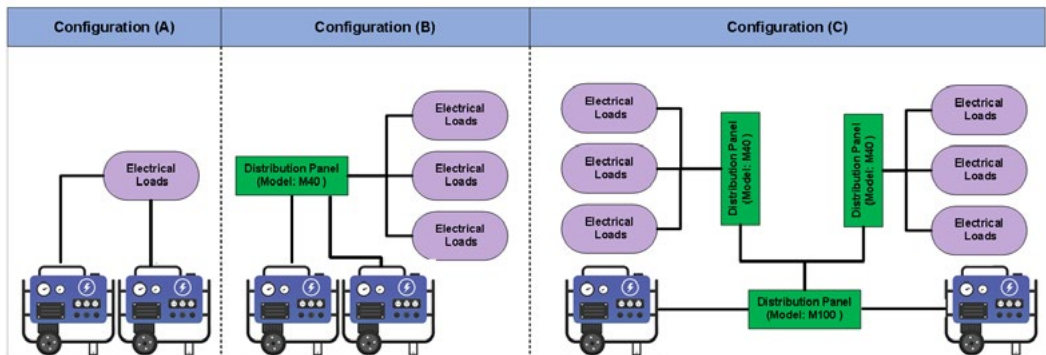 Configuration (A)
Configuration (B)
Configuration (C)
Electrical
Loads
Distribution Panel
(Model: M40 )
Electrical
Loads
Electrical
Loads
Electrical
Loads
Electrical
Loads
Electrical
Loads
Electrical
Loads
Distribution Panel
(Model: M40 )
Distribution Panel
(Model: M40 )
Electrical
Loads
Electrical
Loads
Electrical
Loads
Distribution Panel
(Model: M100 )